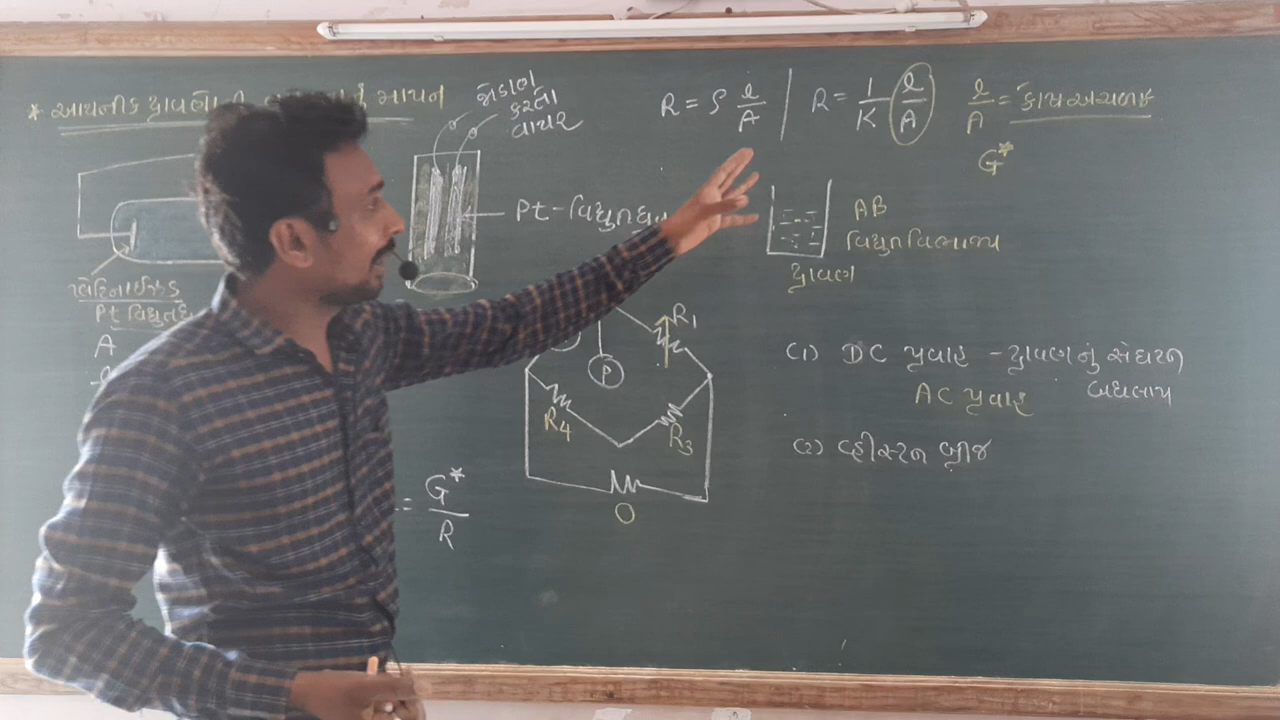 * આયનીક દ્રાવણોની માપન
જોડાણ
કરતો
વાયર
R = ρ l/A
R = 1/K l/A
l/A = કોષઅચળાંક
G*
Pt - વિદ્યુતધ્રુ
AB
વિદ્યુતવિભાજ્ય
દ્રાવણ
પ્લેટિનાઈઝડ
Pt વિદ્યુતધ્રુ
A
R1
P
R4
R3
O
= G*/R
(1) DC પ્રવાહ - દ્રાવણનું સંઘટન
બદલાય
AC પ્રવાહ
(2) વ્હીસ્ટન બ્રીજ